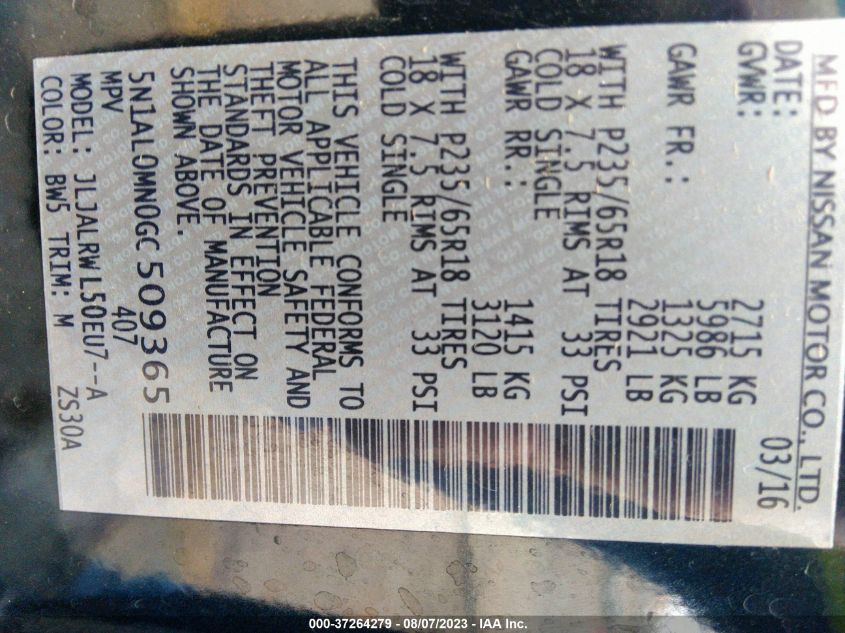 MFD BY NISSAN MOTOR CO., LTD.
DATE: 03/16
GVWR: 2715 KG
5986 LB
GAWR FR.: 1325 KG
2921 LB
WITH P235/65R18 TIRES
18 X 7.5 RIMS AT 33 PSI
COLD SINGLE
GAWR RR.: 1415 KG
3120 LB
WITH P235/65R18 TIRES
18 X 7.5 RIMS AT 33 PSI
COLD SINGLE
THIS VEHICLE CONFORMS TO
ALL APPLICABLE FEDERAL
MOTOR VEHICLE SAFETY AND
THEFT PREVENTION
STANDARDS IN EFFECT ON
THE DATE OF MANUFACTURE
SHOWN ABOVE.
5N1AL0MN0GC509365
MPV 407
MODEL: JLJALRWL50EU7--A
COLOR: BW5 TRIM: M ZS30A
000-37264279 - 08/07/2023 - IAA Inc.